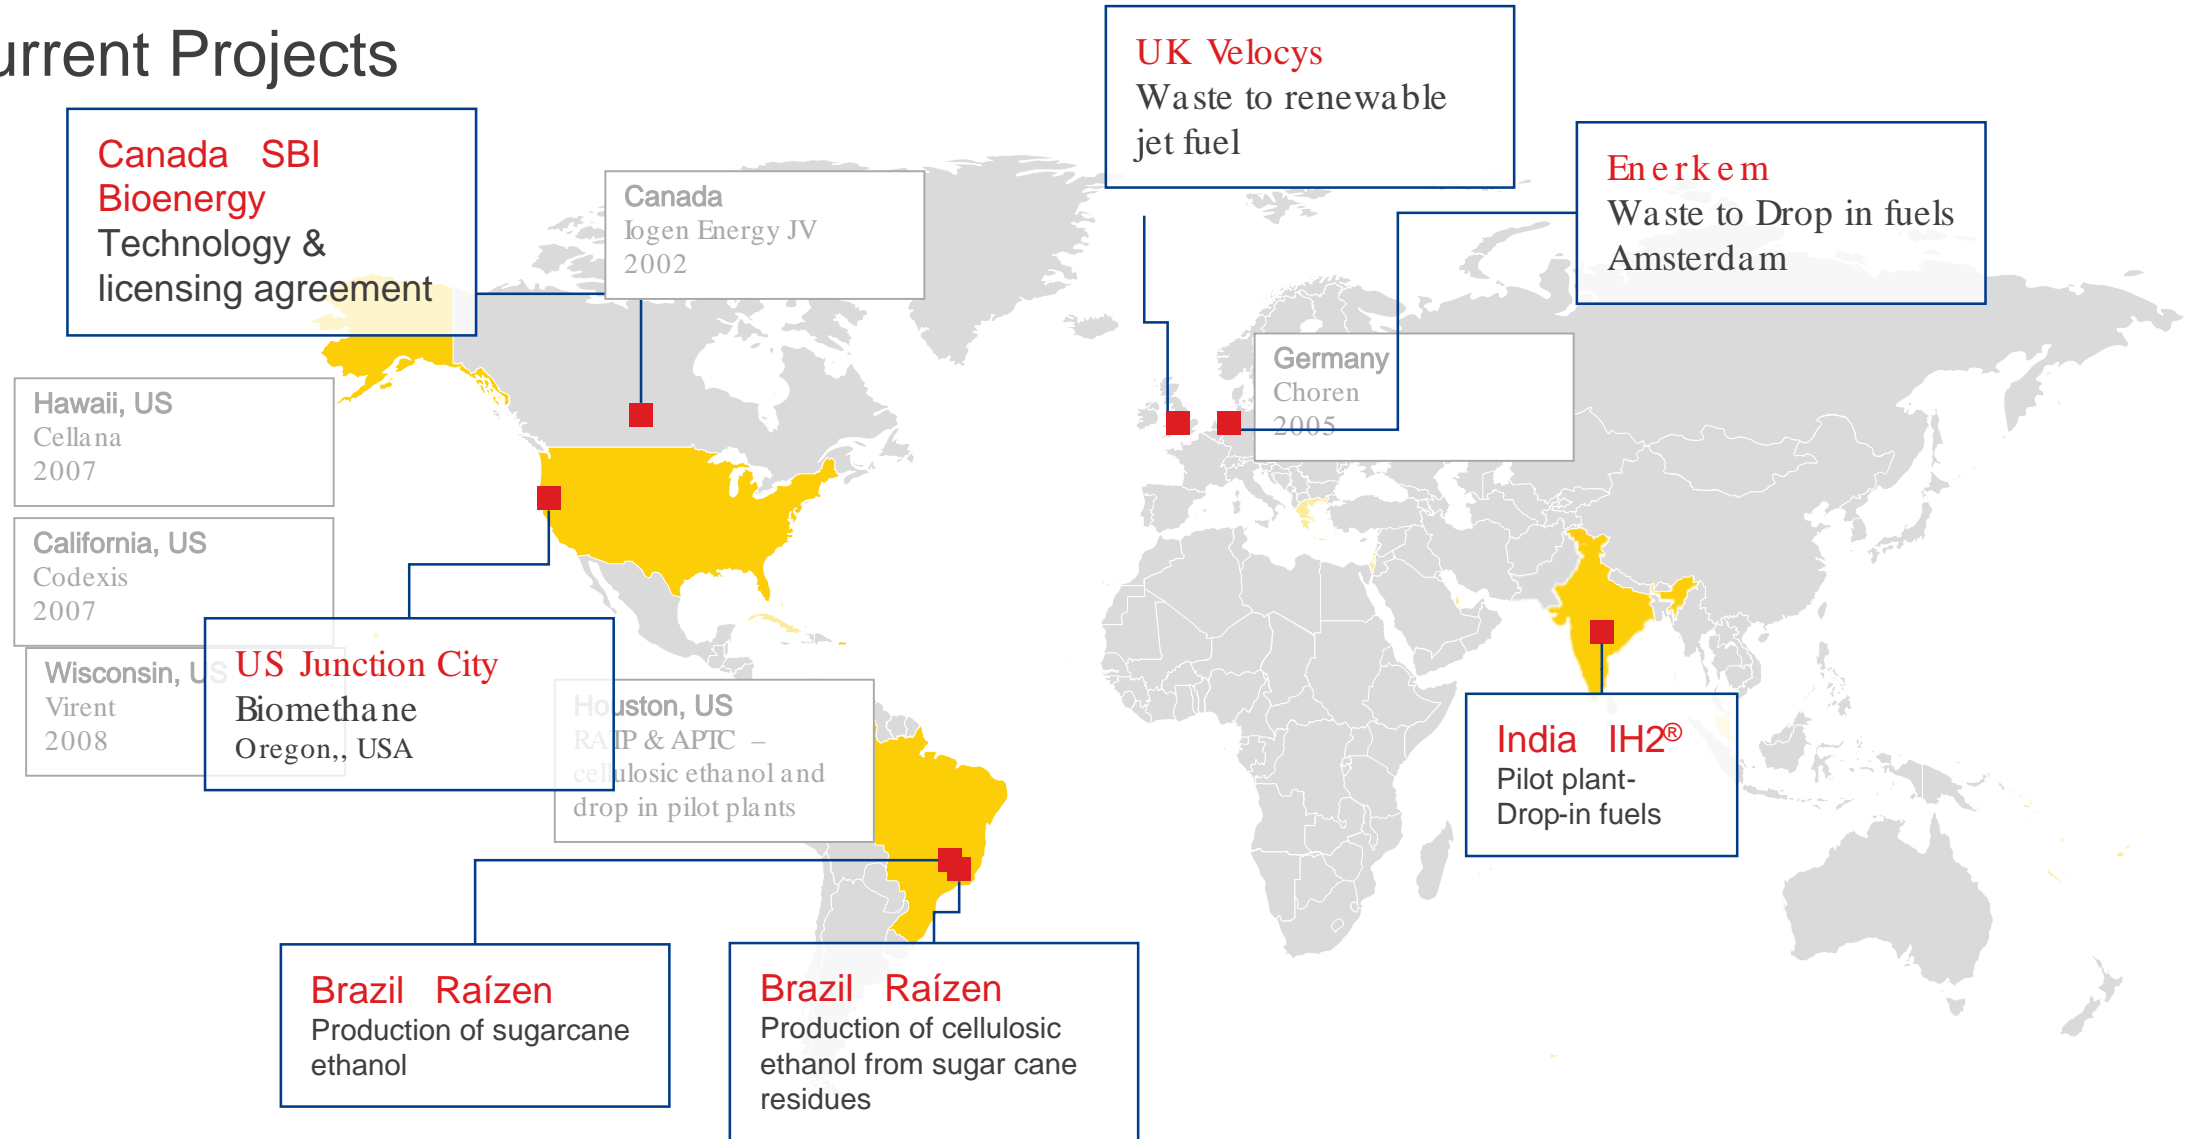 urrent Projects
UK Velocys
Waste to renewable
jet fuel
Canada SBI
Bioenergy
Technology &
licensing agreement
Canada
Iogen Energy JV
2002
Enerkem
Waste to Drop in fuels
Amsterdam
Germany
Choren
2005
Hawaii, US
Cellana
2007
California, US
Codexis
2007
Wisconsin, US
Virent
2008
US Junction City
Biomethane
Oregon,, USA
Houston, US
RATP & APTC –
cellulosic ethanol and
drop in pilot plants
India IH2®
Pilot plant-
Drop-in fuels
Brazil Raízen
Production of sugarcane
ethanol
Brazil Raízen
Production of cellulosic
ethanol from sugar cane
residues